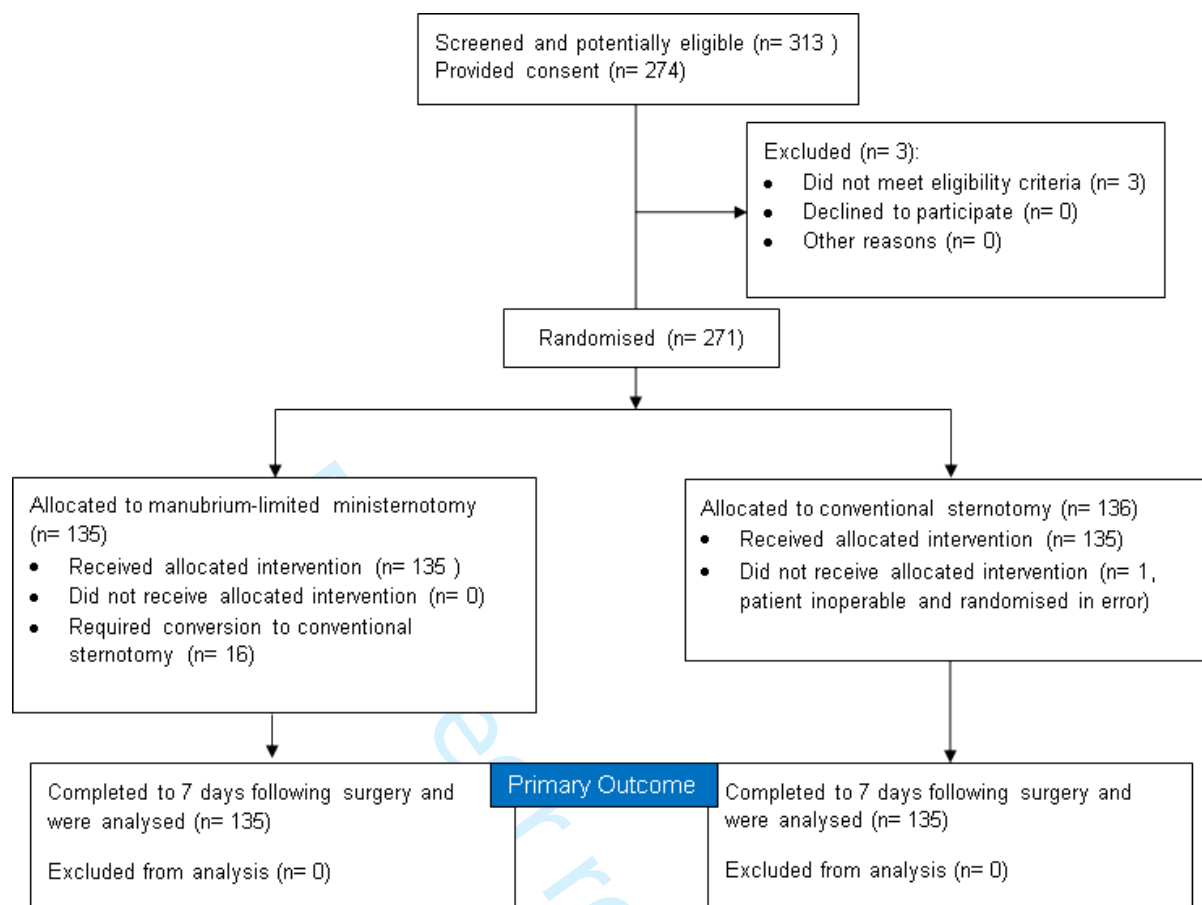 Screened and potentially eligible (n= 313 )
Provided consent (n= 274)
Excluded (n= 3):
• Did not meet eligibility criteria (n= 3)
• Declined to participate (n= 0)
• Other reasons (n= 0)
Randomised (n= 271)
Allocated to manubrium-limited ministernotomy
(n= 135)
• Received allocated intervention (n= 135 )
• Did not receive allocated intervention (n= 0)
• Required conversion to conventional
sternotomy (n= 16)
Allocated to conventional sternotomy (n= 136)
• Received allocated intervention (n= 135)
• Did not receive allocated intervention (n= 1,
patient inoperable and randomised in error)
Primary Outcome
Completed to 7 days following surgery and
were analysed (n= 135)
Excluded from analysis (n= 0)
Completed to 7 days following surgery and
were analysed (n= 135)
Excluded from analysis (n= 0)